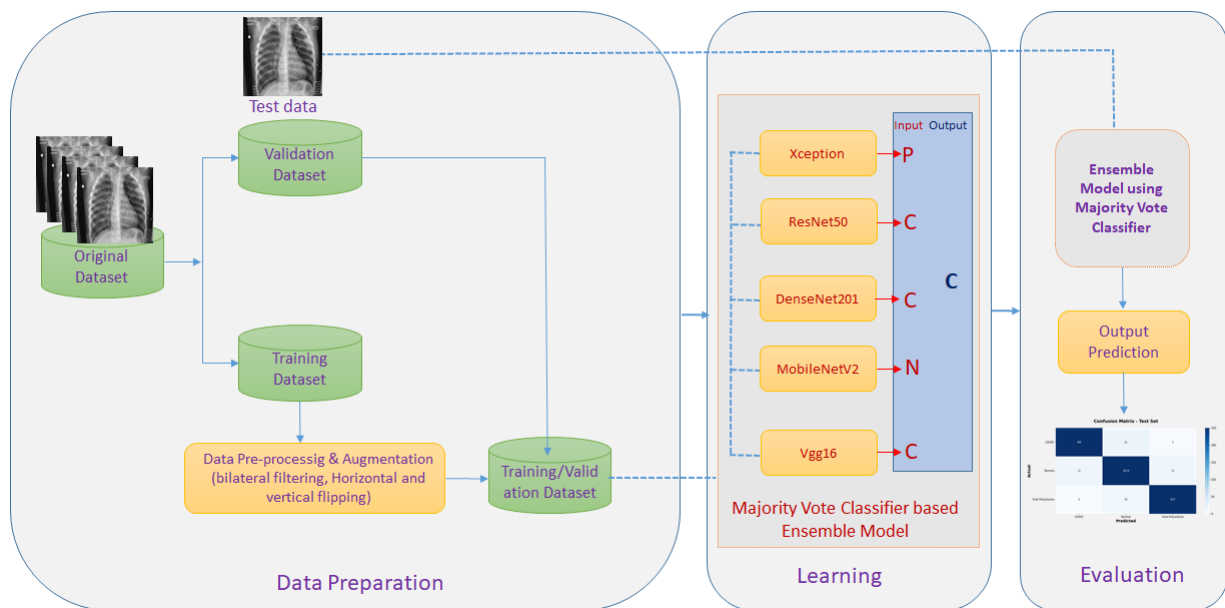 Test data
Validation
Dataset
Original
Dataset
Training
Dataset
Data Pre-processig & Augmentation
(bilateral filtering, Horizontal and
vertical flipping)
Training/Valid
ation Dataset
Data Preparation
Input Output
Xception
P
ResNet50
C
DenseNet201
C
C
MobileNetV2
N
Vgg16
C
Majority Vote Classifier based
Ensemble Model
Learning
Ensemble
Model using
Majority Vote
Classifier
Output
Prediction
Confusion Matrix - Test Set
Actual
Normal
Normal
Predicted
Evaluation